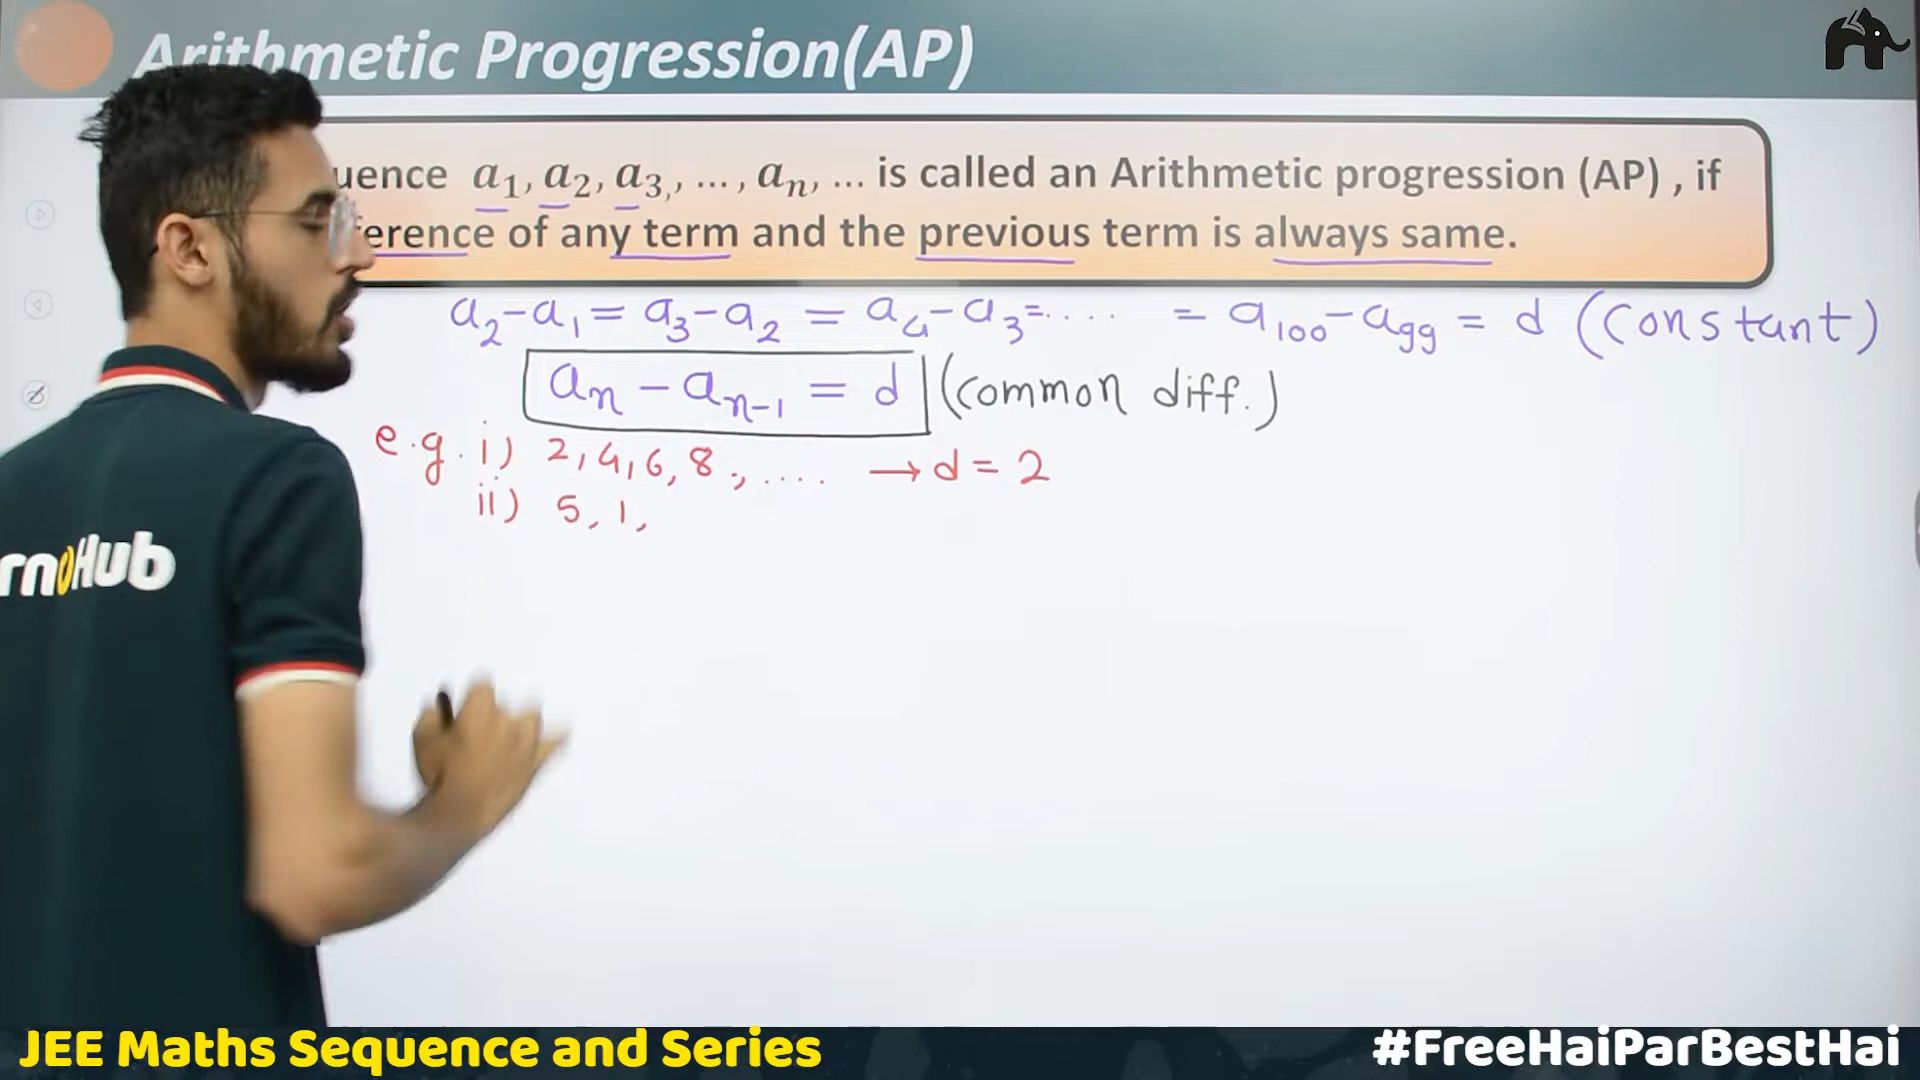 Arithmetic Progression(AP)
uence a₁, a₂, a₃,, ..., aₙ, ... is called an Arithmetic progression (AP) , if
ference of any term and the previous term is always same.
a₂-a₁ = a₃-a₂ = a₄-a₃ = .... = a₁₀₀-a₉₉ = d (constant)
aₙ - aₙ₋₁ = d (common diff.)
e.g. i) 2, 4, 6, 8, .... → d = 2
ii) 5, 1,
rnoHub
JEE Maths Sequence and Series
#FreeHaiParBestHai